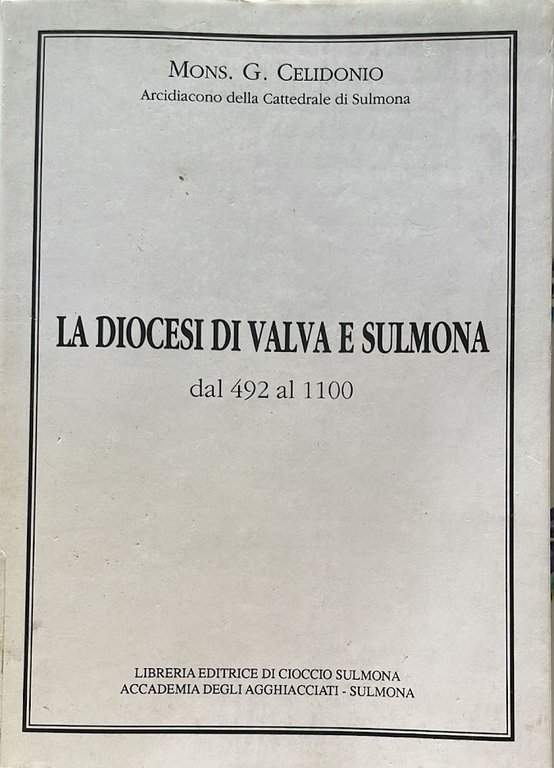 MONS. G. CELIDONIO
Arcidiacono della Cattedrale di Sulmona
LA DIOCESI DI VALVA E SULMONA
dal 492 al 1100
LIBRERIA EDITRICE DI CIOCCIO SULMONA
ACCADEMIA DEGLI AGGHIACCIATI - SULMONA